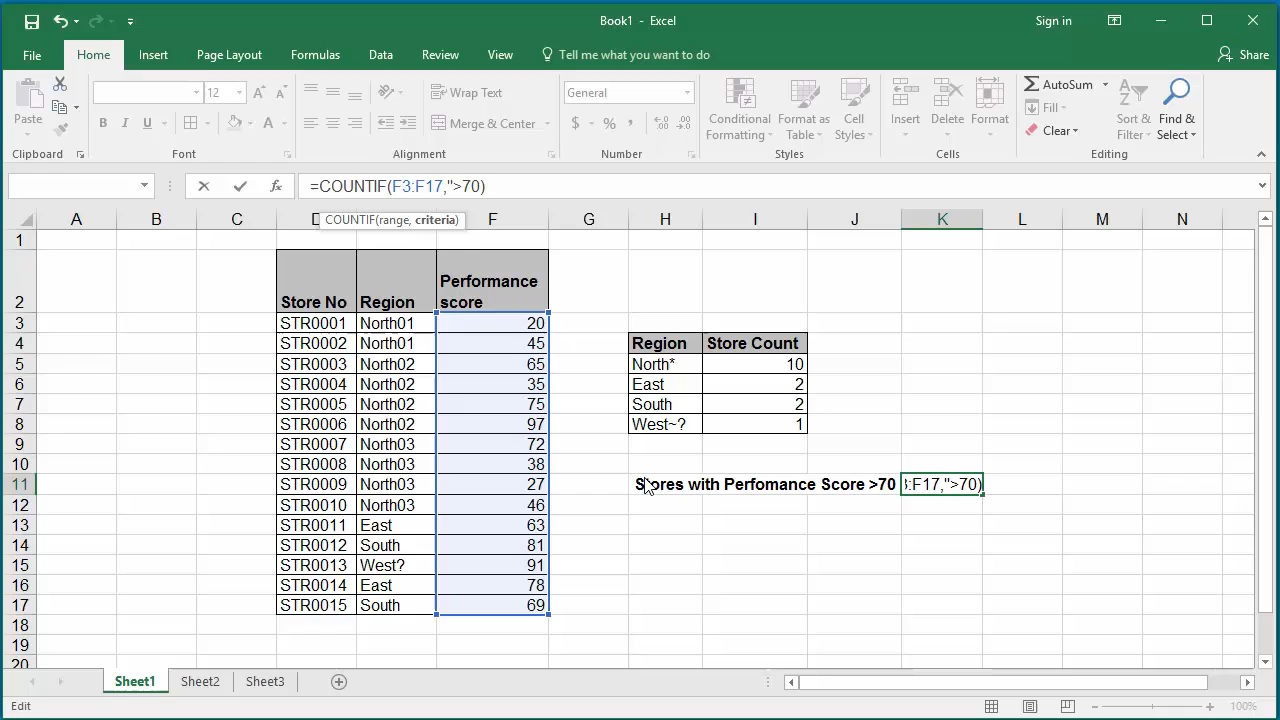 Book1 - Excel
Sign in
File Home Insert Page Layout Formulas Data Review View Tell me what you want to do Share
Paste
12 A A
B I U A
Wrap Text
Merge & Center
General
$ % ,
Conditional Formatting
Format as Table
Cell Styles
Insert
Delete
Format
AutoSum
Fill
Clear
Sort & Filter
Find & Select
Clipboard Font Alignment Number Styles Cells Editing
fx =COUNTIF(F3:F17,">70)
COUNTIF(range, criteria)
A B C D F G H I J K L M N
1
2 Store No Region Performance score
3 STR0001 North01 20
4 STR0002 North01 45 Region Store Count
5 STR0003 North02 65 North* 10
6 STR0004 North02 35 East 2
7 STR0005 North02 75 South 2
8 STR0006 North02 97 West~? 1
9 STR0007 North03 72
10 STR0008 North03 38
11 STR0009 North03 27 Stores with Perfomance Score >70 3:F17,">70)
12 STR0010 North03 46
13 STR0011 East 63
14 STR0012 South 81
15 STR0013 West? 91
16 STR0014 East 78
17 STR0015 South 69
18
19
20
Sheet1 Sheet2 Sheet3
Edit 100%